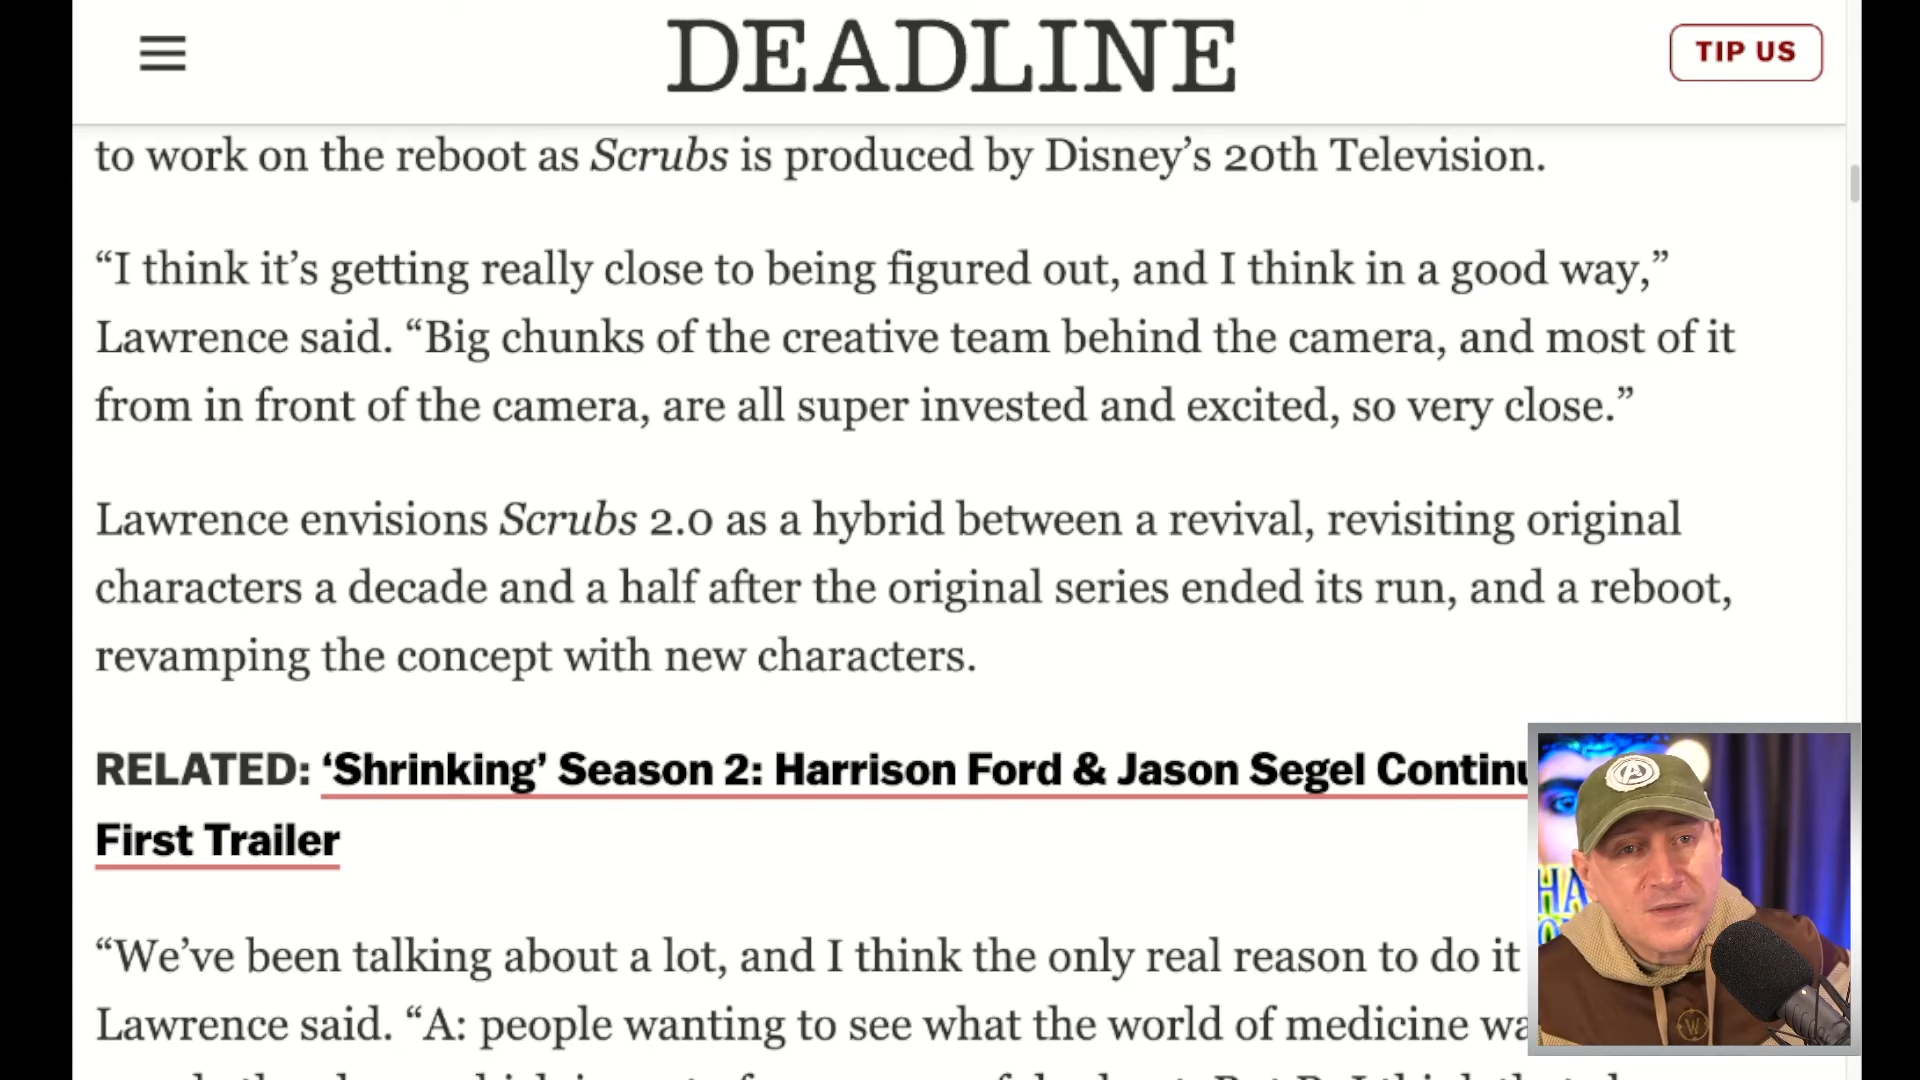 DEADLINE
TIP US
to work on the reboot as Scrubs is produced by Disney’s 20th Television.
“I think it’s getting really close to being figured out, and I think in a good way,”
Lawrence said. “Big chunks of the creative team behind the camera, and most of it
from in front of the camera, are all super invested and excited, so very close.”
Lawrence envisions Scrubs 2.0 as a hybrid between a revival, revisiting original
characters a decade and a half after the original series ended its run, and a reboot,
revamping the concept with new characters.
RELATED: ‘Shrinking’ Season 2: Harrison Ford & Jason Segel Continu
First Trailer
“We’ve been talking about a lot, and I think the only real reason to do it
Lawrence said. “A: people wanting to see what the world of medicine wa
HA
W